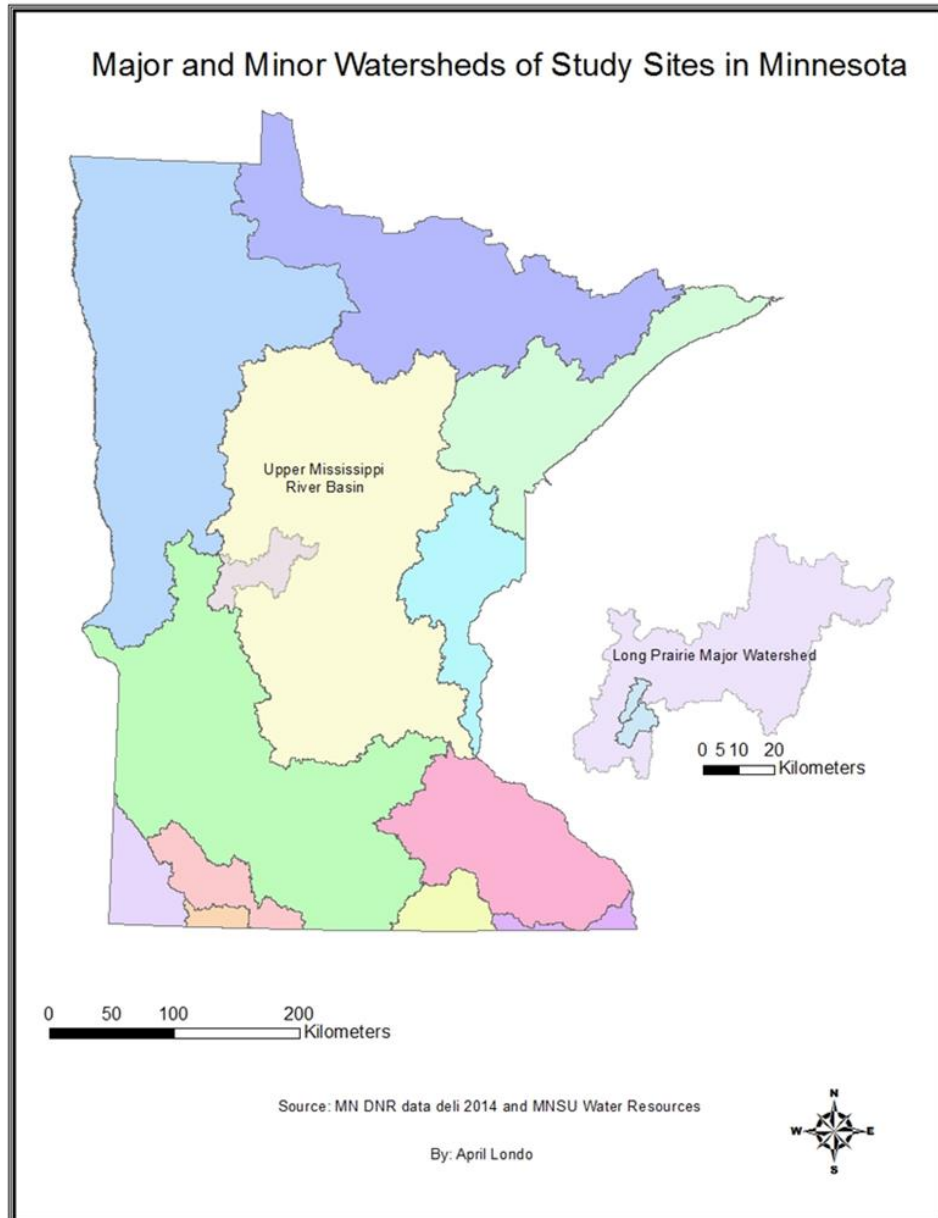 Major and Minor Watersheds of Study Sites in Minnesota
Upper Mississippi
River Basin
Long Prairie Major Watershed
0 5 10 20
Kilometers
0 50 100 200
Kilometers
Source: MN DNR data deli 2014 and MNSU Water Resources
By: April Londo
N
W E
S